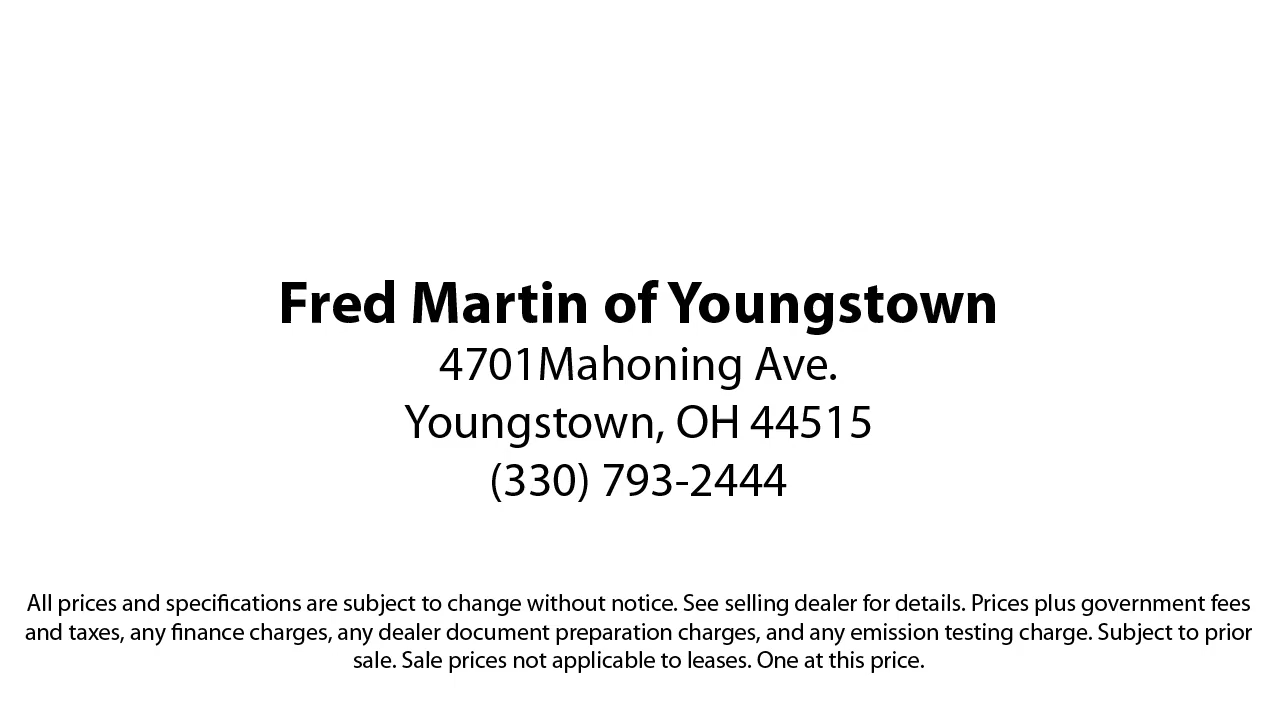 Fred Martin of Youngstown
4701Mahoning Ave.
Youngstown, OH 44515
(330) 793-2444
All prices and specifications are subject to change without notice. See selling dealer for details. Prices plus government fees
and taxes, any finance charges, any dealer document preparation charges, and any emission testing charge. Subject to prior
sale. Sale prices not applicable to leases. One at this price.